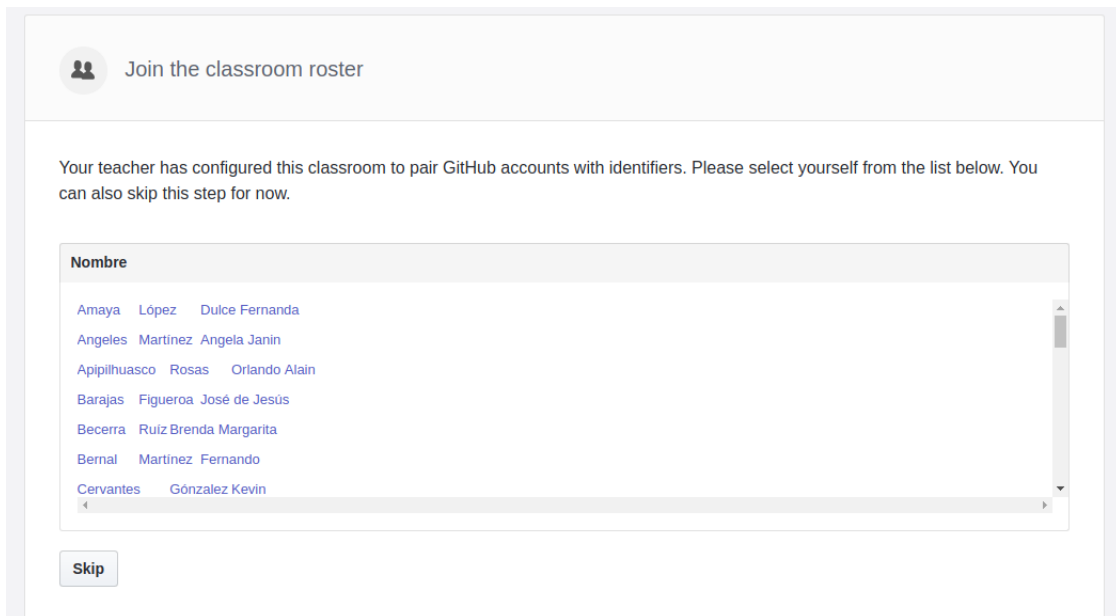 Join the classroom roster
Your teacher has configured this classroom to pair GitHub accounts with identifiers. Please select yourself from the list below. You
can also skip this step for now.
Nombre
Amaya López Dulce Fernanda
Angeles Martínez Angela Janin
Apipilhuasco Rosas Orlando Alain
Barajas Figueroa José de Jesús
Becerra Ruíz Brenda Margarita
Bernal Martínez Fernando
Cervantes Gónzalez Kevin
Skip